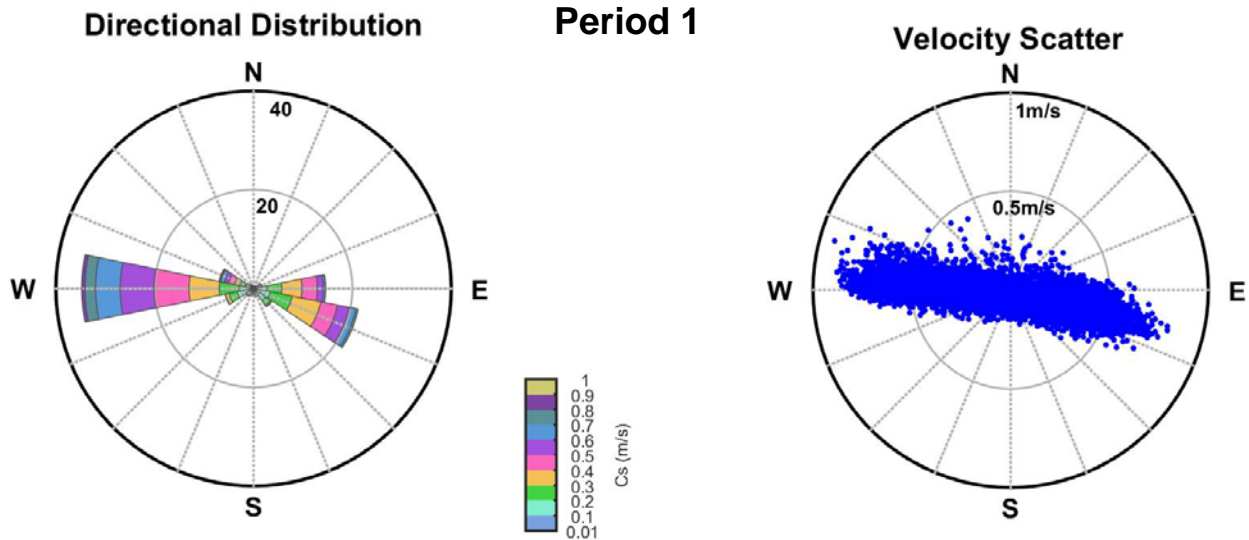 Period 1
Directional Distribution
N
40
20
W
E
S
1
0.9
0.8
0.7
0.6
0.5
0.4
0.3
0.2
0.1
0.01
Cs (m/s)
Velocity Scatter
N
1m/s
0.5m/s
W
E
S